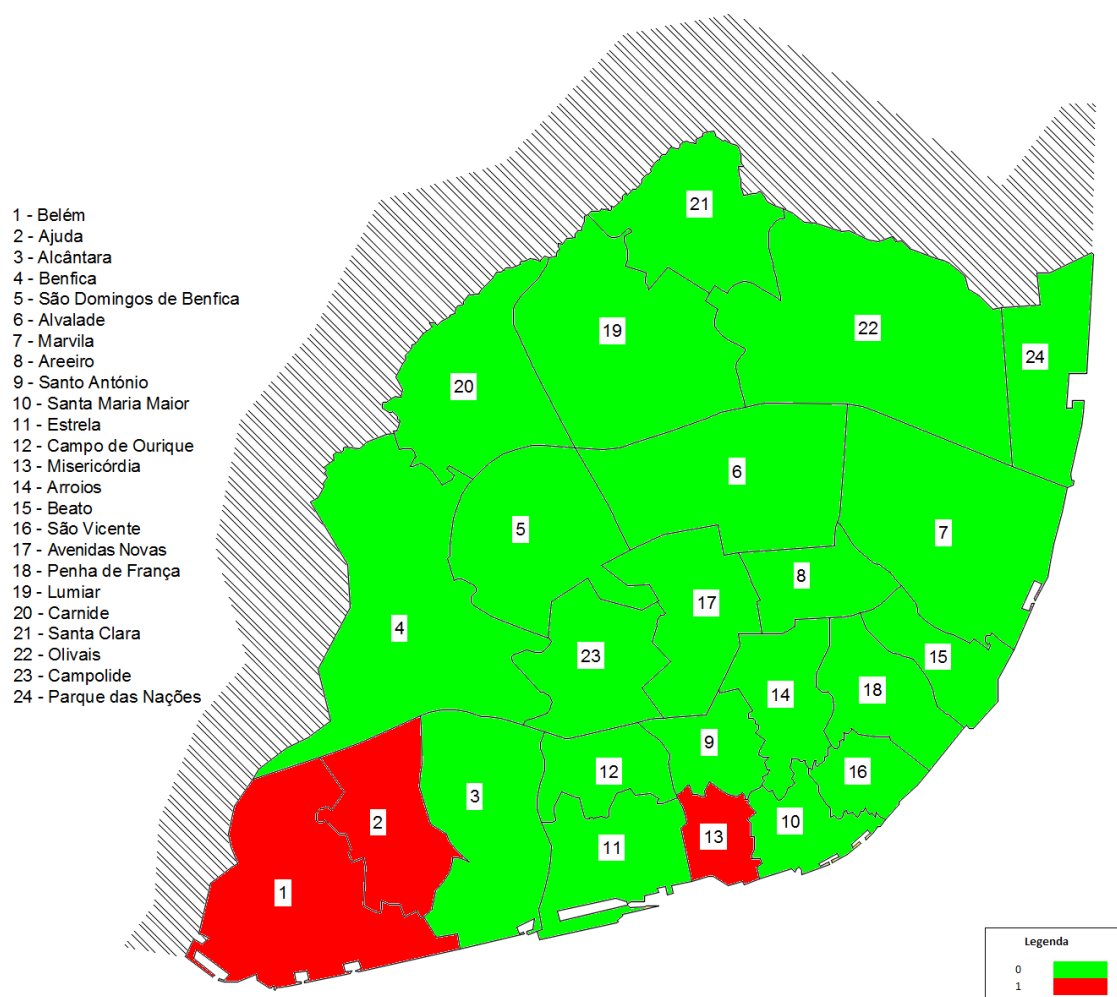 1 - Belém
2 - Ajuda
3 - Alcântara
4 - Benfica
5 - São Domingos de Benfica
6 - Alvalade
7 - Marvila
8 - Areeiro
9 - Santo António
10 - Santa Maria Maior
11 - Estrela
12 - Campo de Ourique
13 - Misericórdia
14 - Arroios
15 - Beato
16 - São Vicente
17 - Avenidas Novas
18 - Penha de França
19 - Lumiar
20 - Carnide
21 - Santa Clara
22 - Olivais
23 - Campolide
24 - Parque das Nações
21
19
22
24
20
6
5
7
8
17
4
23
15
14
18
9
12
16
3
2
10
13
11
1
Legenda
0
1